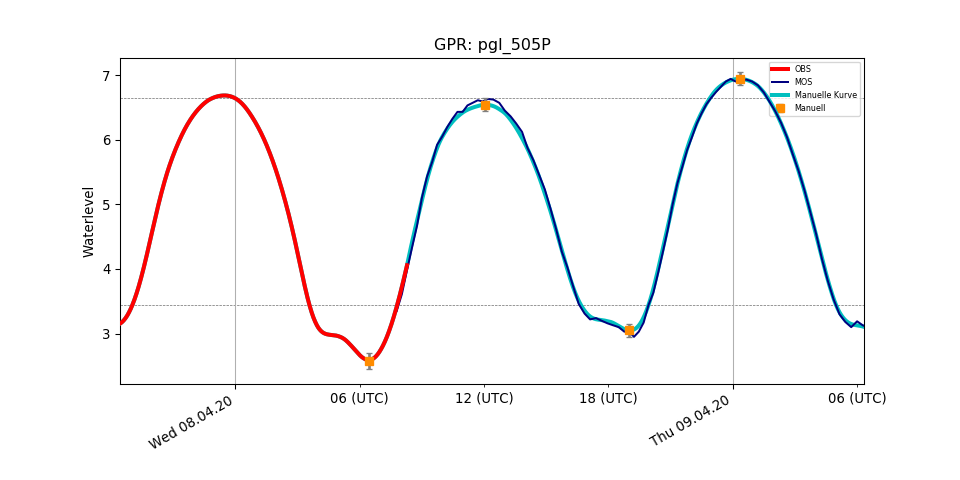 GPR: pgl_505P
OBS
MOS
Manuelle Kurve
Manuell
Waterlevel
7
6
5
4
3
Wed 08.04.20
06 (UTC)
12 (UTC)
18 (UTC)
Thu 09.04.20
06 (UTC)